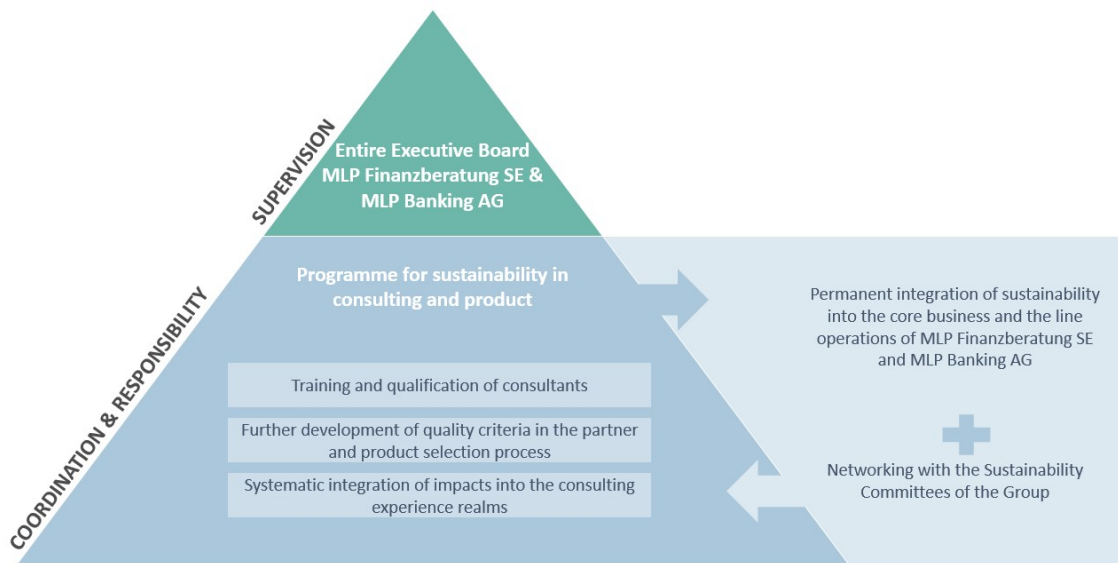 SUPERVISION
Entire Executive Board
MLP Finanzberatung SE &
MLP Banking AG
COORDINATION & RESPONSIBILITY
Programme for sustainability in
consulting and product
Training and qualification of consultants
Further development of quality criteria in the partner
and product selection process
Systematic integration of impacts into the consulting
experience realms
Permanent integration of sustainability
into the core business and the line
operations of MLP Finanzberatung SE
and MLP Banking AG
Networking with the Sustainability
Committees of the Group